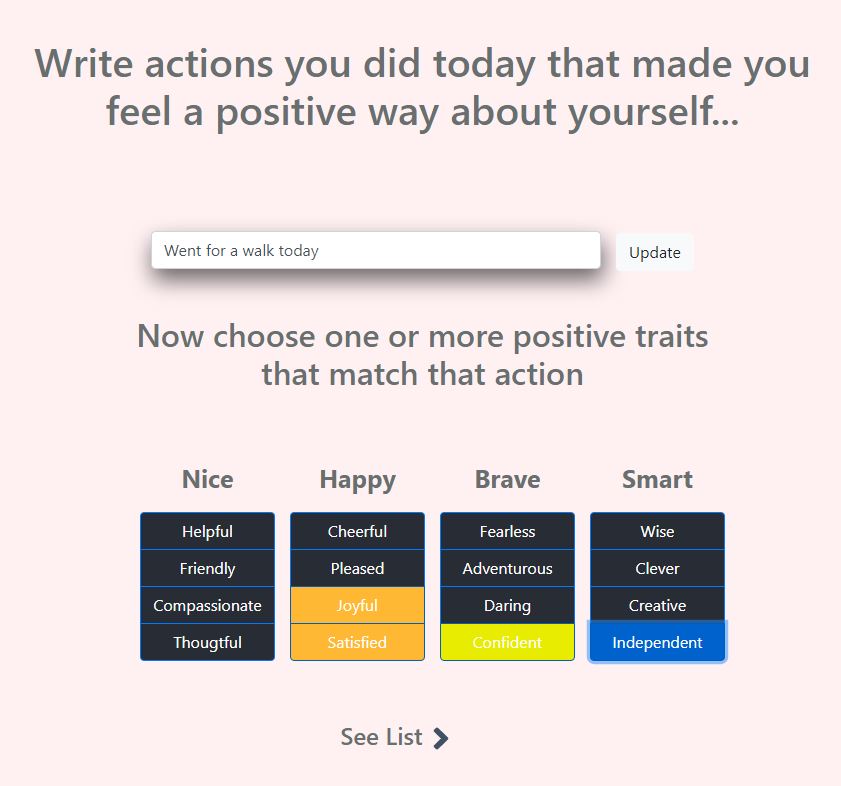 Write actions you did today that made you
feel a positive way about yourself...
Went for a walk today
Update
Now choose one or more positive traits
that match that action
Nice
Happy
Brave
Smart
Helpful
Cheerful
Fearless
Wise
Friendly
Pleased
Adventurous
Clever
Compassionate
Joyful
Daring
Creative
Thougtful
Satisfied
Confident
Independent
See List